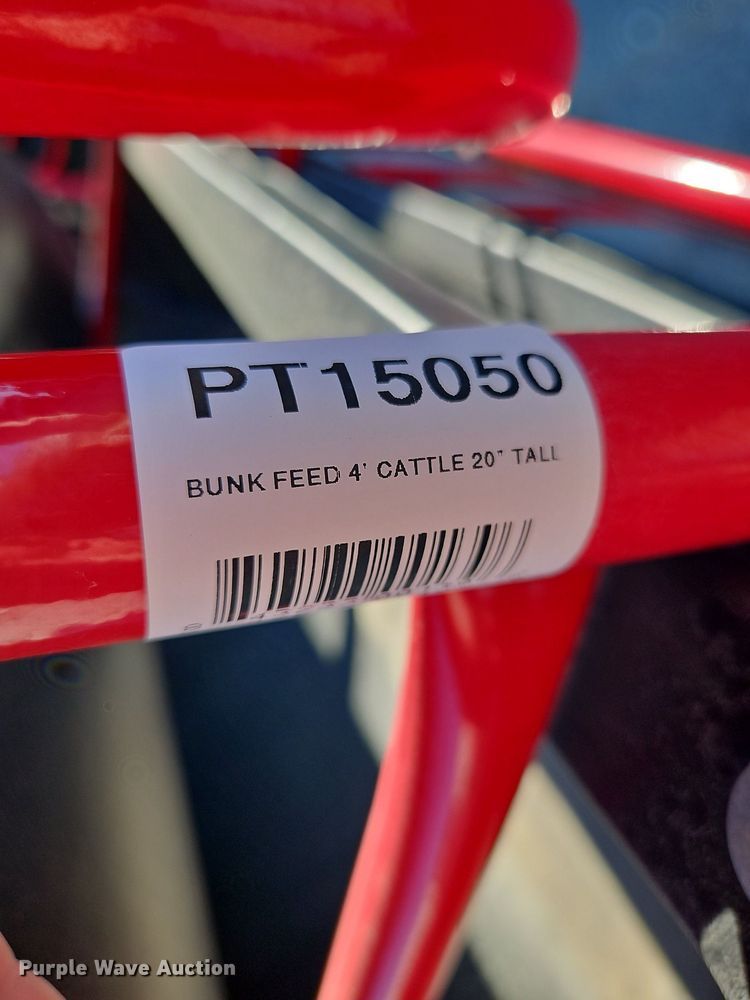 PT15050
BUNK FEED 4' CATTLE 20" TALL
Purple Wave Auction